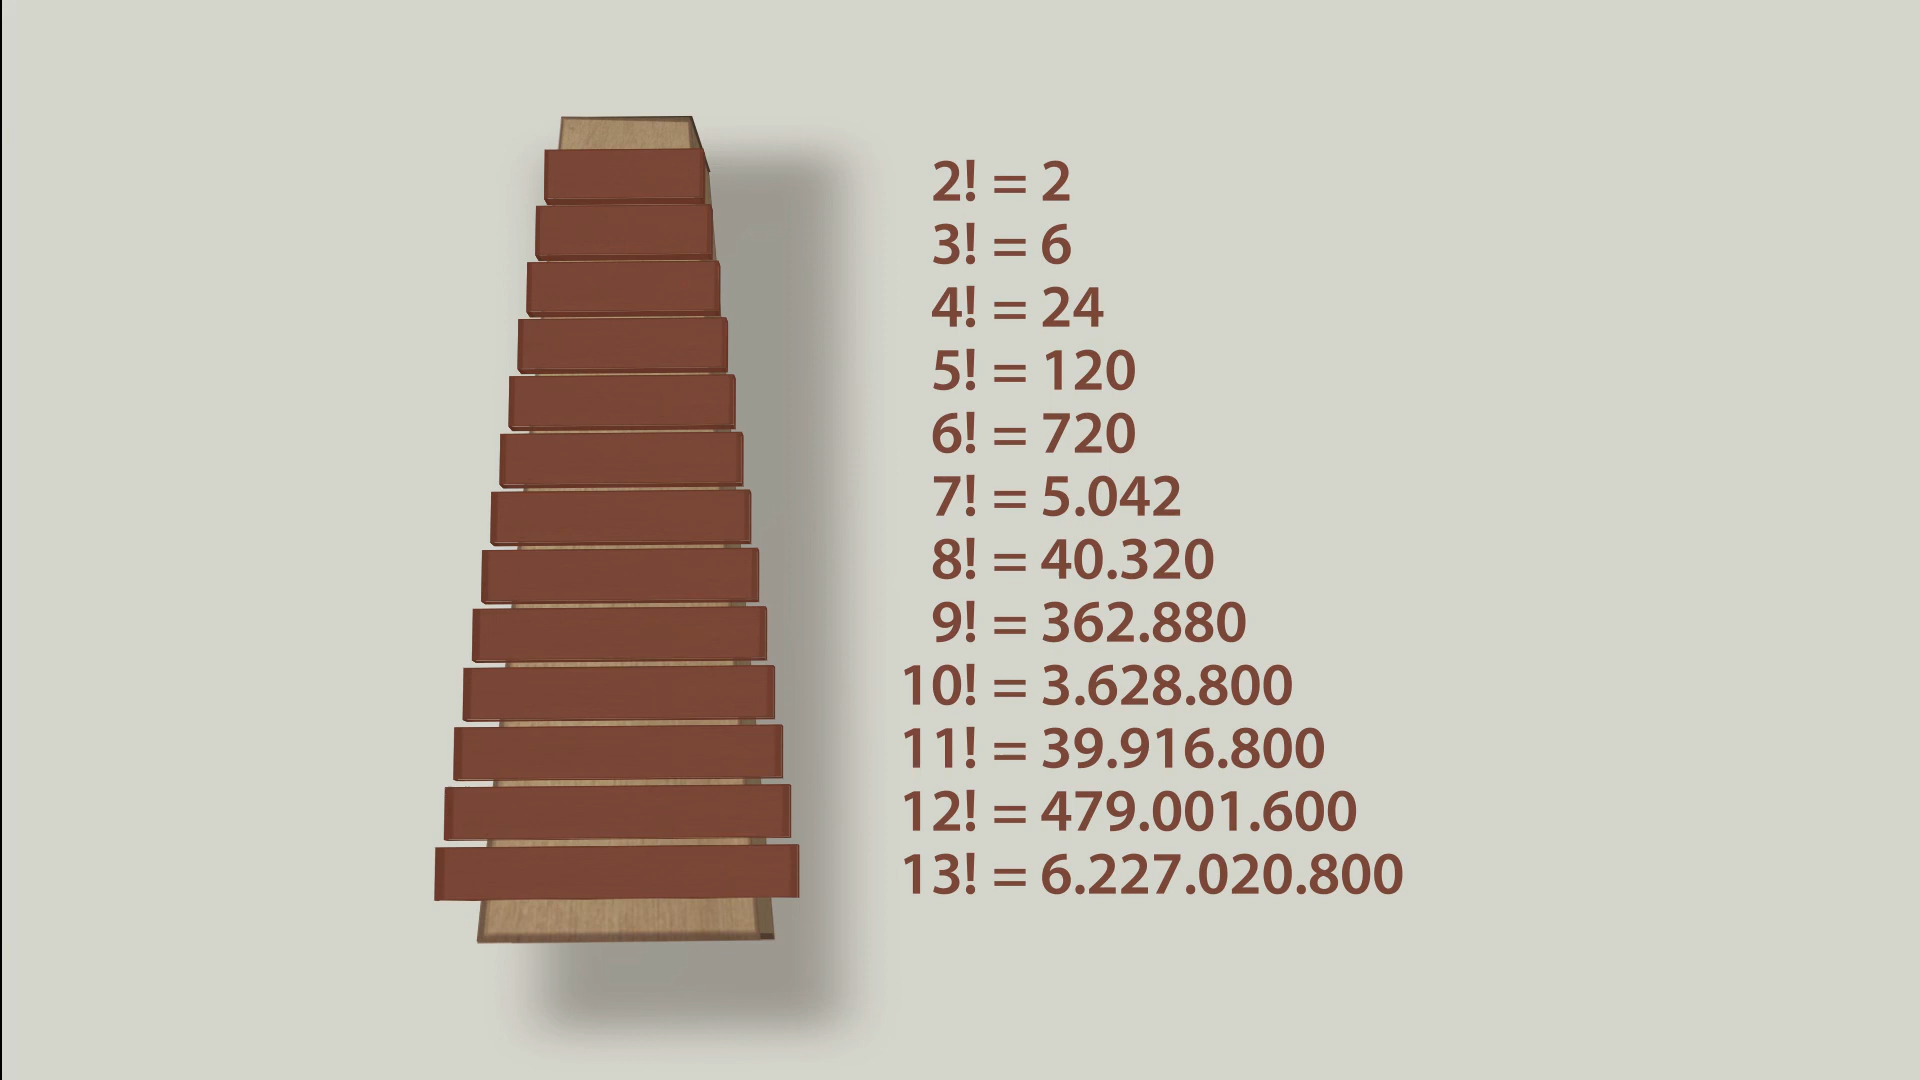 2! = 2
3! = 6
4! = 24
5! = 120
6! = 720
7! = 5.042
8! = 40.320
9! = 362.880
10! = 3.628.800
11! = 39.916.800
12! = 479.001.600
13! = 6.227.020.800